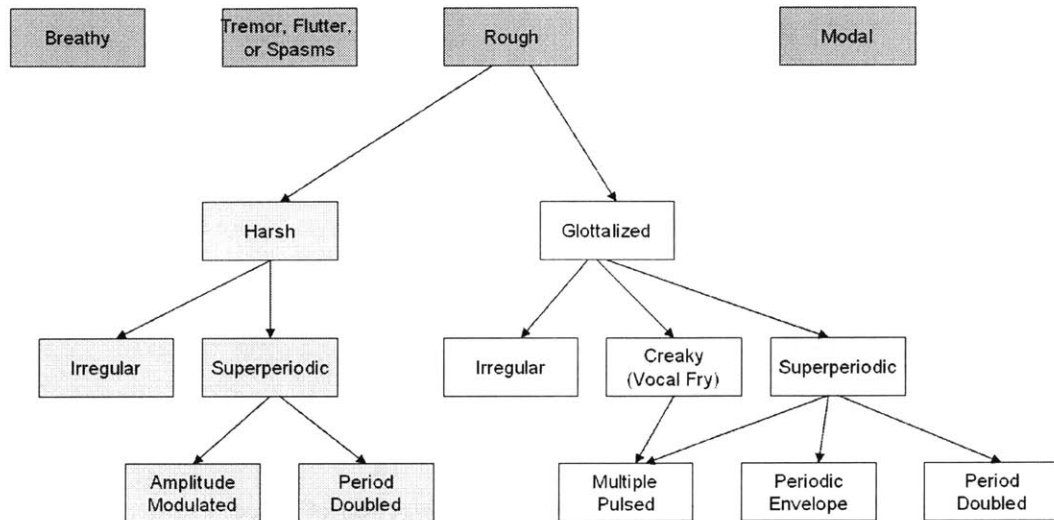 Breathy
Tremor, Flutter,
or Spasms
Rough
Modal
Harsh
Glottalized
Irregular
Superperiodic
Irregular
Creaky
(Vocal Fry)
Superperiodic
Amplitude
Modulated
Period
Doubled
Multiple
Pulsed
Periodic
Envelope
Period
Doubled